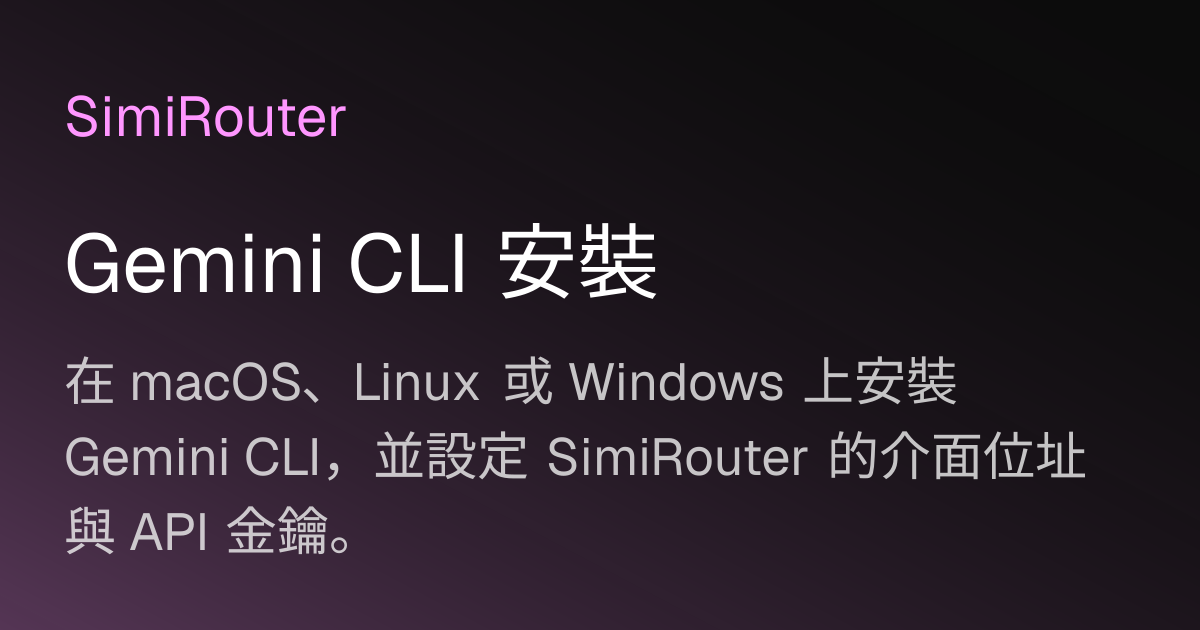 SimiRouter
Gemini CLI 安裝
在 macOS、Linux 或 Windows 上安裝
Gemini CLI，並設定 SimiRouter 的介面位址
與 API 金鑰。